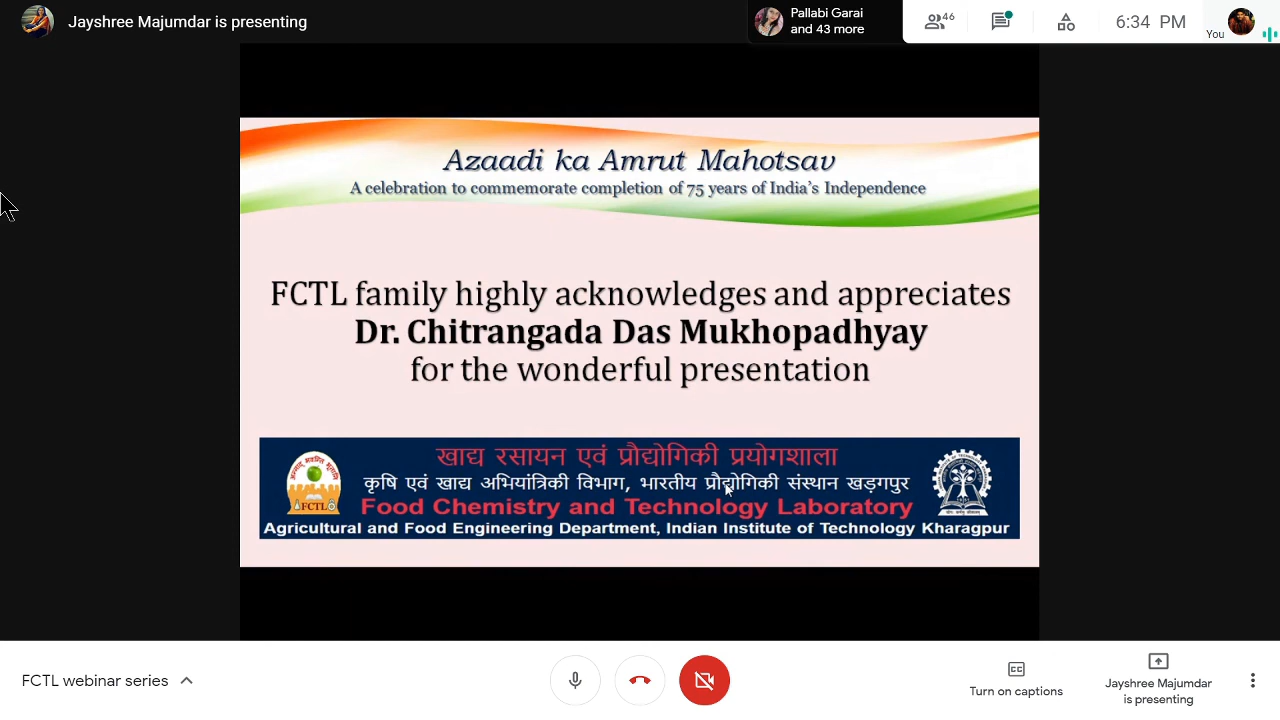 Jayshree Majumdar is presenting
Pallabi Garai
and 43 more
46
6:34 PM
You
Azaadi ka Amrut Mahotsav
A celebration to commemorate completion of 75 years of India's Independence
FCTL family highly acknowledges and appreciates
Dr. Chitrangada Das Mukhopadhyay
for the wonderful presentation
खाद्य रसायन एवं प्रौद्योगिकी प्रयोगशाला
कृषि एवं खाद्य अभियांत्रिकी विभाग, भारतीय प्रौद्योगिकी संस्थान खड़गपुर
FCTL
Food Chemistry and Technology Laboratory
Agricultural and Food Engineering Department, Indian Institute of Technology Kharagpur
FCTL webinar series
Turn on captions
Jayshree Majumdar
is presenting